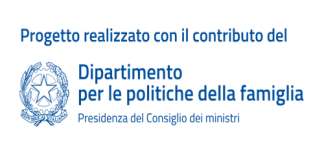 Progetto realizzato con il contributo del
Dipartimento
per le politiche della famiglia
Presidenza del Consiglio dei ministri